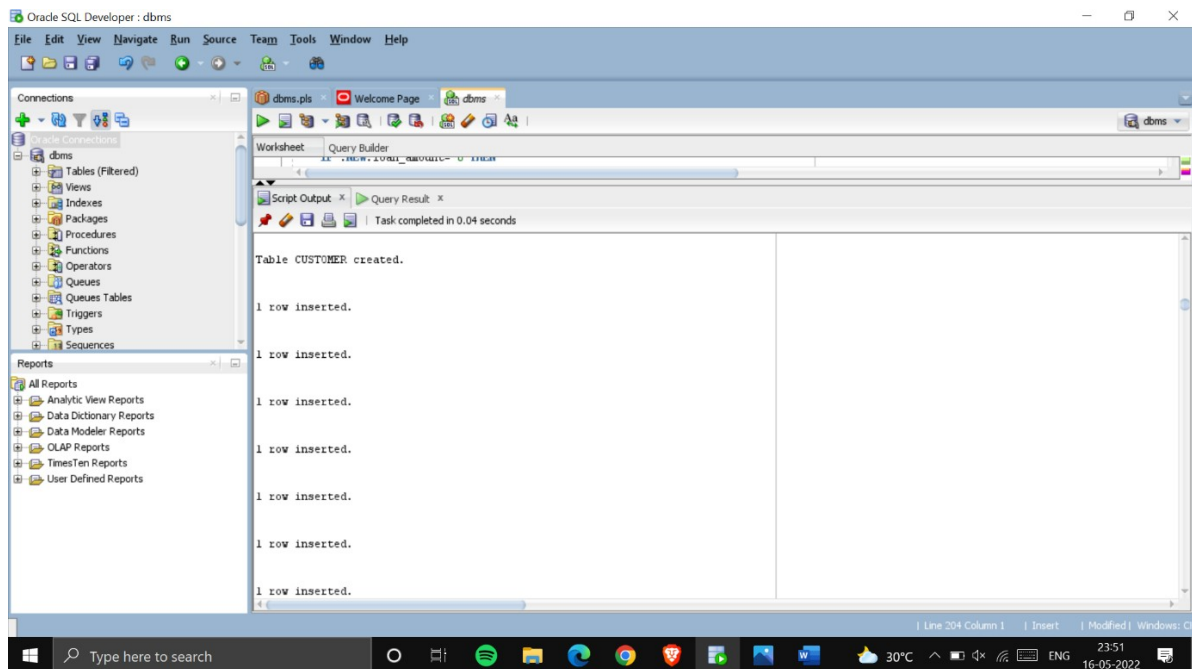 Oracle SQL Developer : dbms
File Edit View Navigate Run Source Team Tools Window Help
Connections
dbms.pls
Welcome Page
dbms
Oracle Connections
dbms
Tables (Filtered)
Views
Indexes
Packages
Procedures
Functions
Operators
Queues
Queues Tables
Triggers
Types
Sequences
dbms
Worksheet Query Builder
Script Output Query Result
Task completed in 0.04 seconds
Table CUSTOMER created.
1 row inserted.
1 row inserted.
1 row inserted.
1 row inserted.
1 row inserted.
1 row inserted.
1 row inserted.
Reports
All Reports
Analytic View Reports
Data Dictionary Reports
Data Modeler Reports
OLAP Reports
TimesTen Reports
User Defined Reports
Line 204 Column 1 Insert Modified Windows:
Type here to search
30°C ENG
23:51
16-05-2022